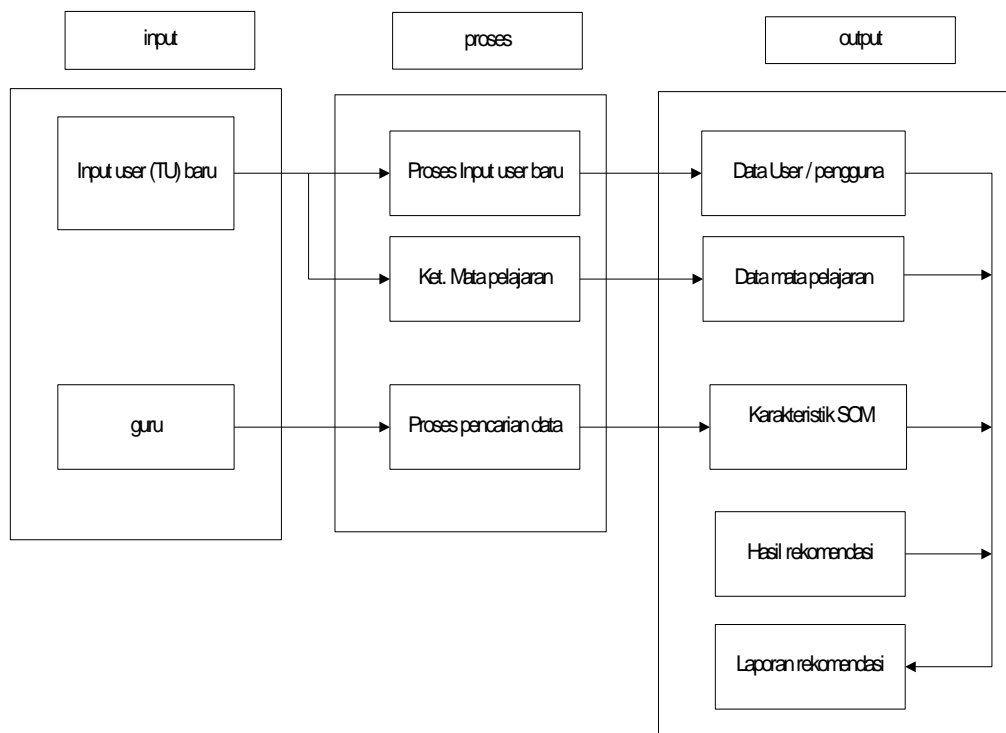 input
proses
output
Input user (TU) baru
Proses Input user baru
Data User / pengguna
Ket. Mata pelajaran
Data mata pelajaran
guru
Proses pencarian data
Karakteristik SOM
Hasil rekomendasi
Laporan rekomendasi